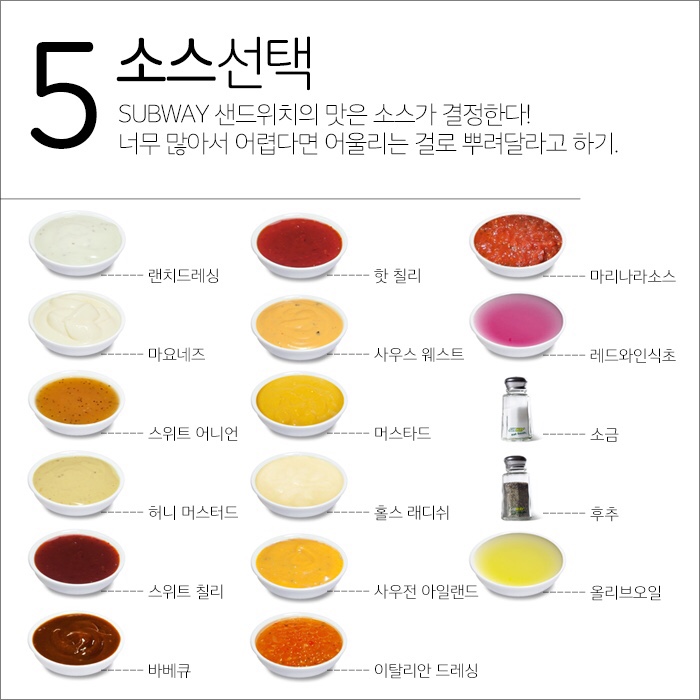 5 소스선택
SUBWAY 샌드위치의 맛은 소스가 결정한다!
너무 많아서 어렵다면 어울리는 걸로 뿌려달라고 하기.
랜치드레싱
핫 칠리
마리나라소스
마요네즈
사우스 웨스트
레드와인식초
스위트 어니언
머스타드
소금
허니 머스터드
홀스 래디쉬
후추
스위트 칠리
사우전 아일랜드
올리브오일
바베큐
이탈리안 드레싱